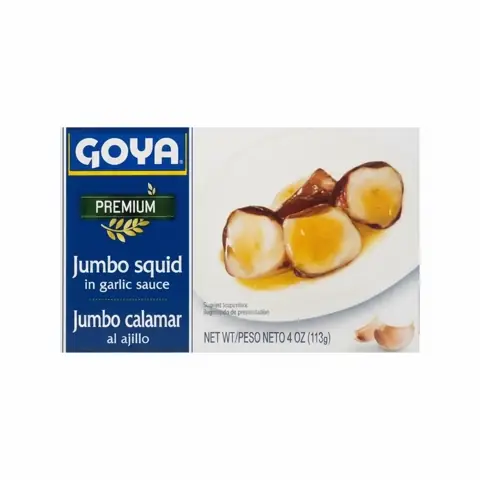 GOYA
PREMIUM
Jumbo squid
in garlic sauce
Jumbo calamar
al ajillo
NET WT/PESO NETO 4 OZ (113g)